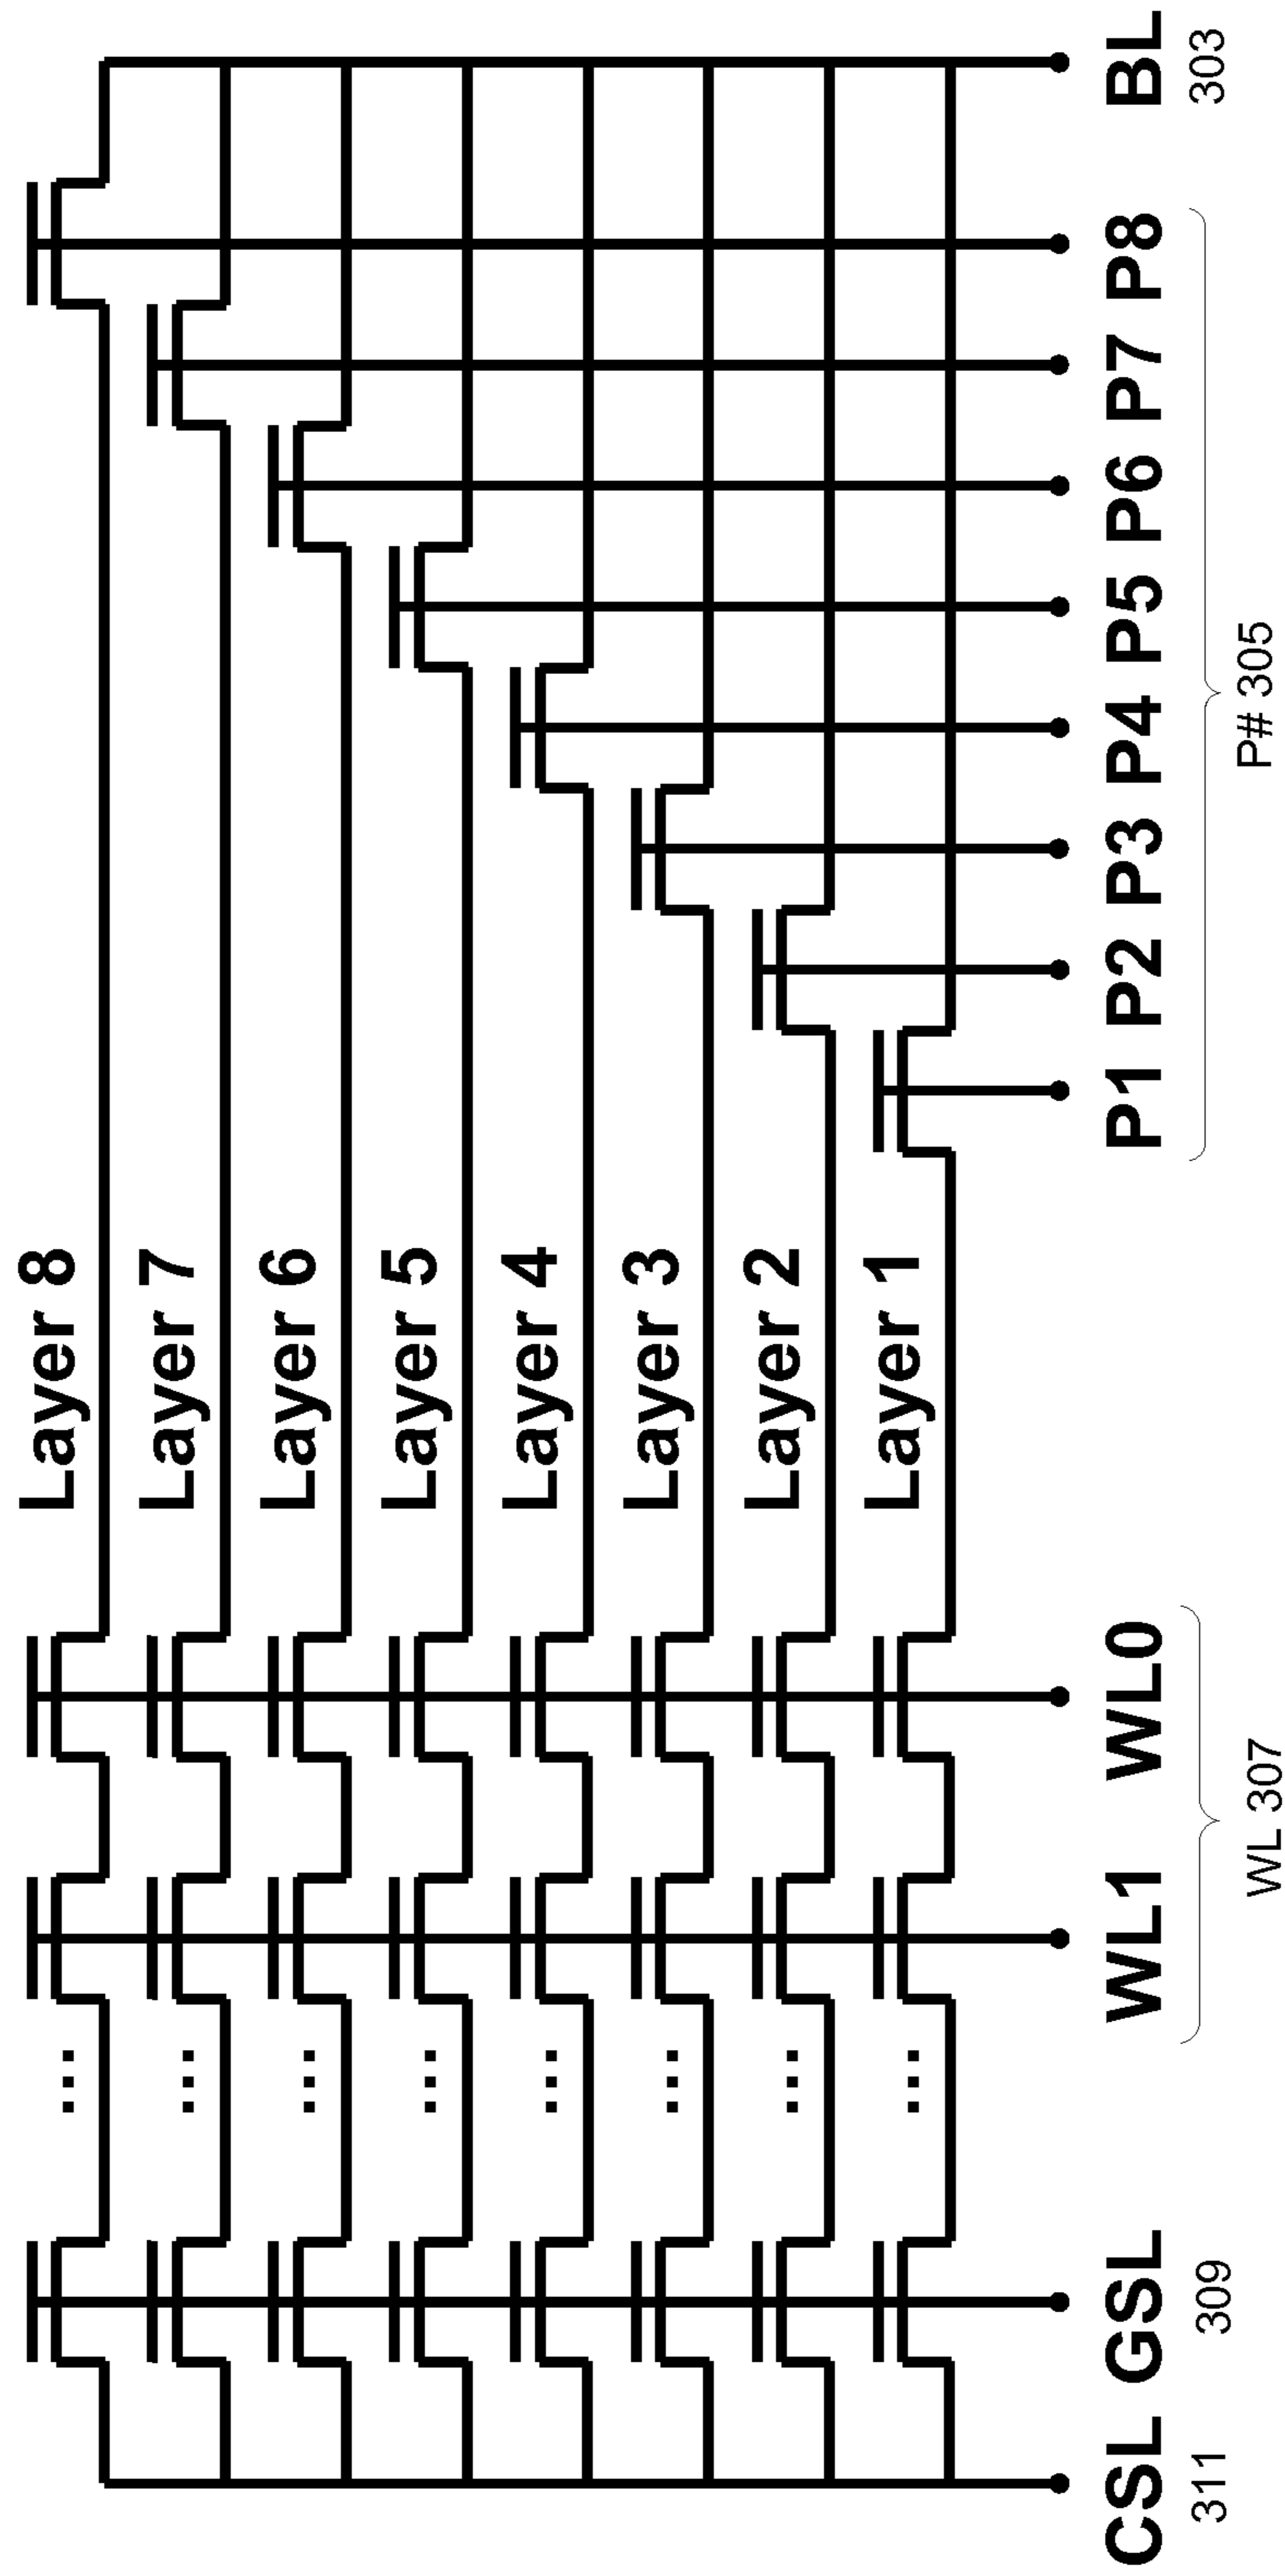 Layer 8
...
Layer 7
...
Layer 6
...
Layer 5
...
Layer 4
...
Layer 3
...
Layer 2
...
Layer 1
...
CSL GSL WL1 WL0 P1 P2 P3 P4 P5 P6 P7 P8 BL
311 309 303
WL 307 P# 305